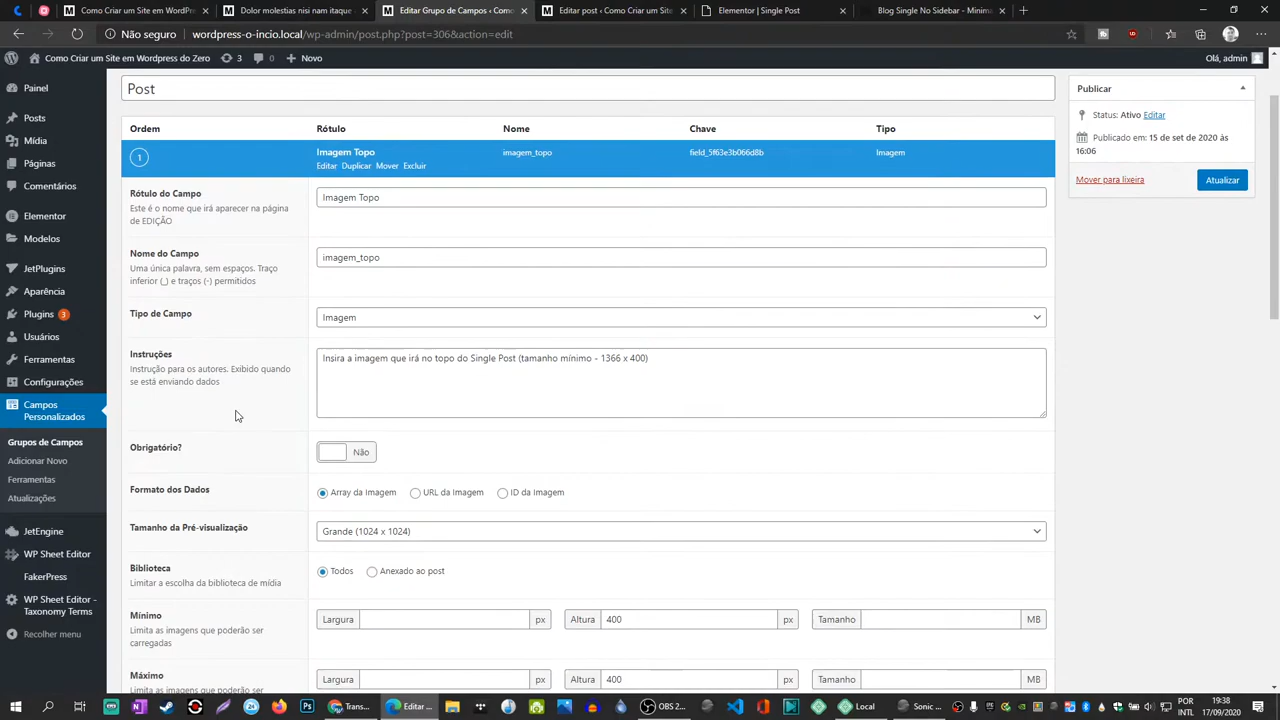 Como Criar um Site em WordPr
Dolor molestias nisi nam itaque
Editar Grupo de Campos ‹ Como
Editar post ‹ Como Criar um Site
Elementor Single Post
Blog Single No Sidebar - Minima
Não seguro
wordpress-o-incio.local/wp-admin/post.php?post=306&action=edit
Como Criar um Site em Wordpress do Zero
3
0
Novo
Olá, admin
Painel
Posts
Mídia
Páginas
Comentários
Elementor
Modelos
JetPlugins
Aparência
Plugins 3
Usuários
Ferramentas
Configurações
Campos
Personalizados
Grupos de Campos
Adicionar Novo
Ferramentas
Atualizações
JetEngine
WP Sheet Editor
FakerPress
WP Sheet Editor -
Taxonomy Terms
Recolher menu
Post
Ordem Rótulo Nome Chave Tipo
1 Imagem Topo imagem_topo field_5f63e3b066d8b Imagem
Editar Duplicar Mover Excluir
Rótulo do Campo
Este é o nome que irá aparecer na página
de EDIÇÃO
Imagem Topo
Nome do Campo
Uma única palavra, sem espaços. Traço
inferior (_) e traços (-) permitidos
imagem_topo
Tipo de Campo
Imagem
Instruções
Instrução para os autores. Exibido quando
se está enviando dados
Insira a imagem que irá no topo do Single Post (tamanho mínimo - 1366 x 400)
Obrigatório?
Não
Formato dos Dados
Array da Imagem URL da Imagem ID da Imagem
Tamanho da Pré-visualização
Grande (1024 x 1024)
Biblioteca
Limitar a escolha da biblioteca de mídia
Todos Anexado ao post
Mínimo
Limita as imagens que poderão ser
carregadas
Largura px Altura 400 px Tamanho MB
Máximo
Limita as imagens que poderão ser
Largura px Altura 400 px Tamanho MB
Publicar
Status: Ativo Editar
Publicado em: 15 de set de 2020 às
16:06
Mover para lixeira
Atualizar
Trans...
Editar ...
OBS 2...
Local
Sonic ...
POR
INTL
19:38
17/09/2020